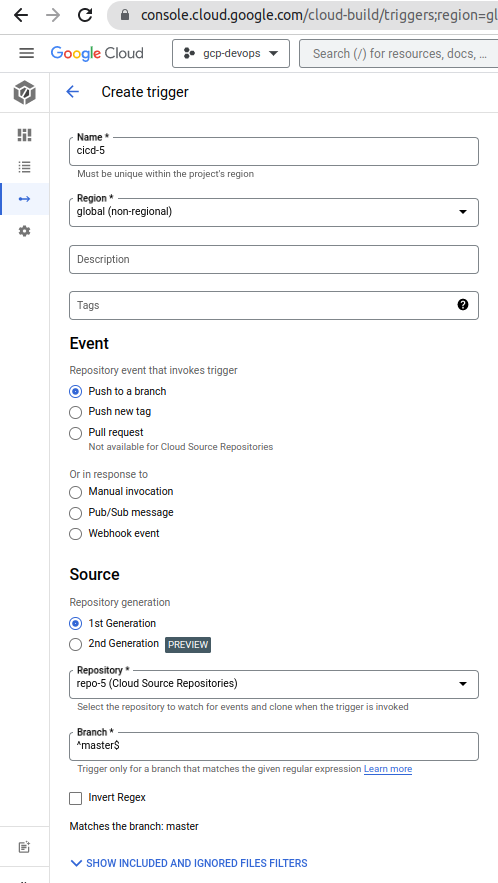 console.cloud.google.com/cloud-build/triggers;region=gl
Google Cloud
gcp-devops
Search (/) for resources, docs, ...
Create trigger
Name *
cicd-5
Must be unique within the project's region
Region *
global (non-regional)
Description
Tags
Event
Repository event that invokes trigger
Push to a branch
Push new tag
Pull request
Not available for Cloud Source Repositories
Or in response to
Manual invocation
Pub/Sub message
Webhook event
Source
Repository generation
1st Generation
2nd Generation PREVIEW
Repository *
repo-5 (Cloud Source Repositories)
Select the repository to watch for events and clone when the trigger is invoked
Branch *
^master$
Trigger only for a branch that matches the given regular expression Learn more
Invert Regex
Matches the branch: master
SHOW INCLUDED AND IGNORED FILES FILTERS